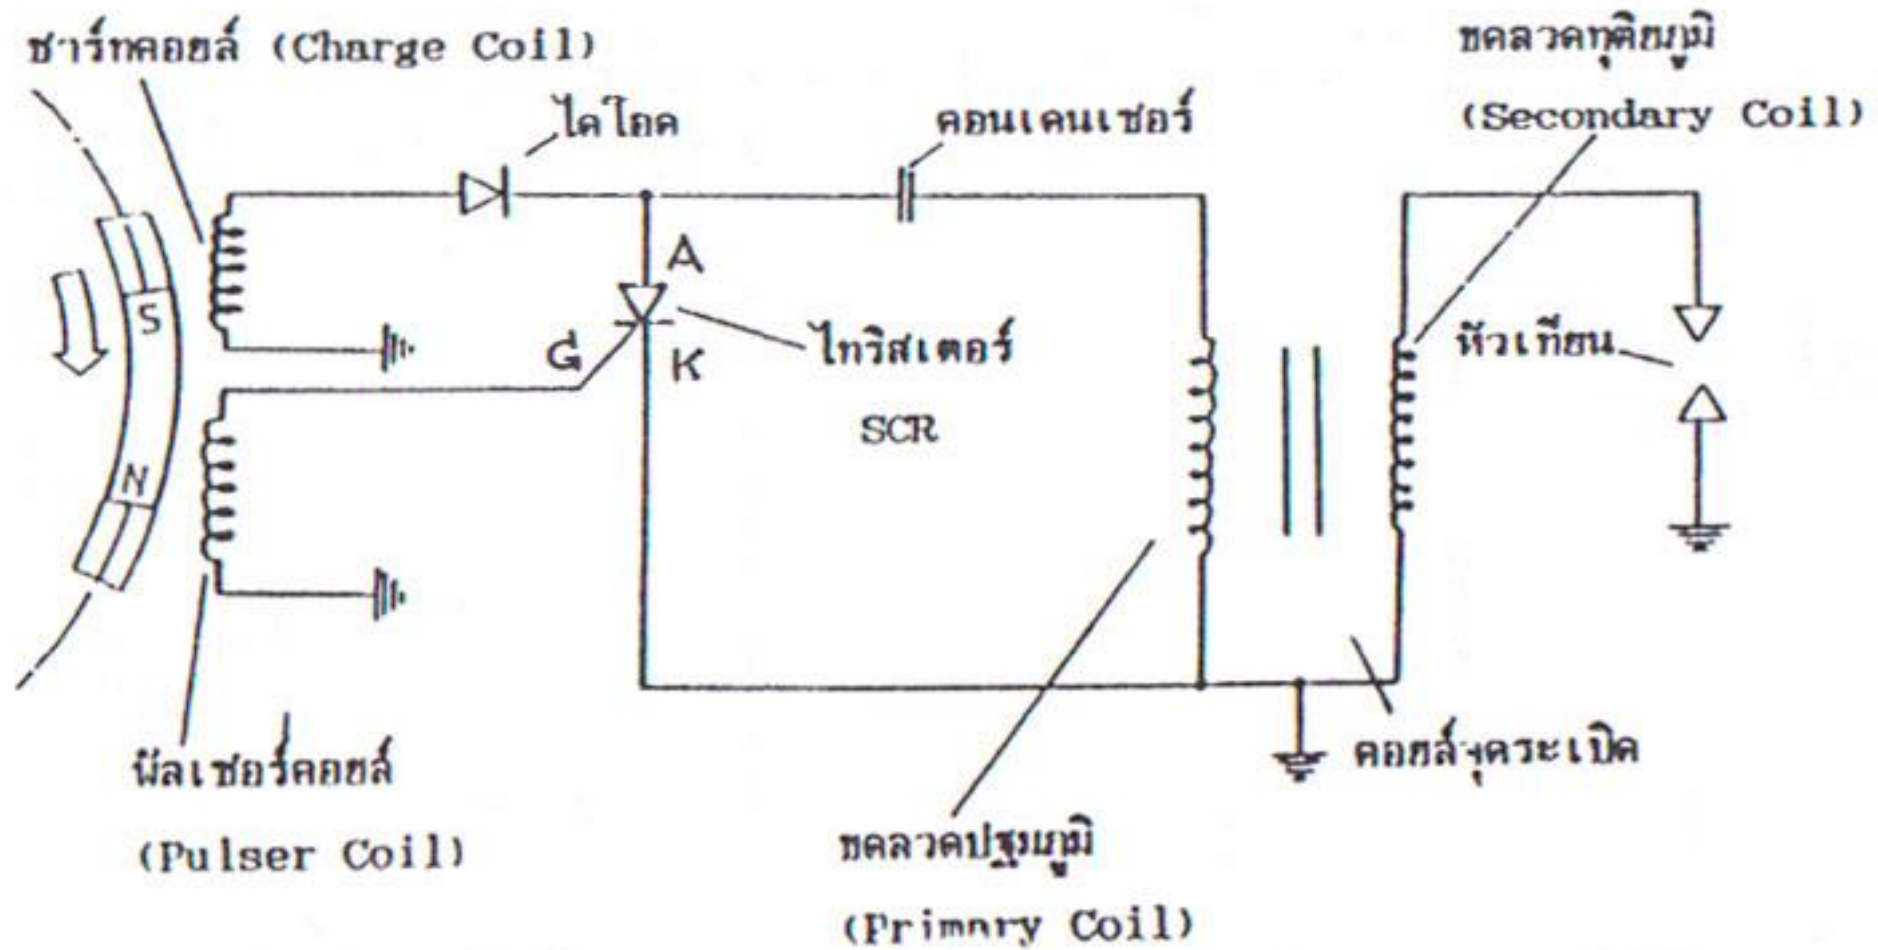 ชาร์ทคอยล์ (Charge Coil)
ขดลวดทุติยภูมิ
(Secondary Coil)
ไดโอด
คอนเดนเซอร์
S
N
A
G
K
ไทริสเตอร์
SCR
หัวเทียน
พัลเซอร์คอยล์
(Pulser Coil)
คอยล์จุดระเบิด
ขดลวดปฐมภูมิ
(Primary Coil)